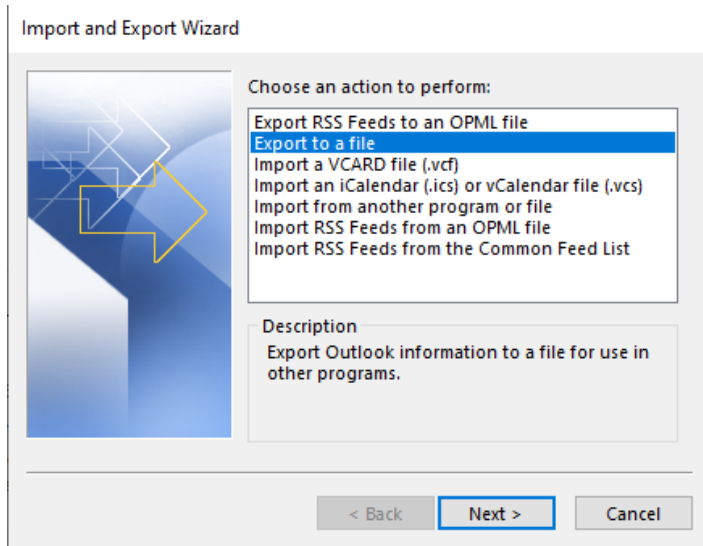 Import and Export Wizard
Choose an action to perform:
Export RSS Feeds to an OPML file
Export to a file
Import a VCARD file (.vcf)
Import an iCalendar (.ics) or vCalendar file (.vcs)
Import from another program or file
Import RSS Feeds from an OPML file
Import RSS Feeds from the Common Feed List
Description
Export Outlook information to a file for use in
other programs.
< Back Next > Cancel